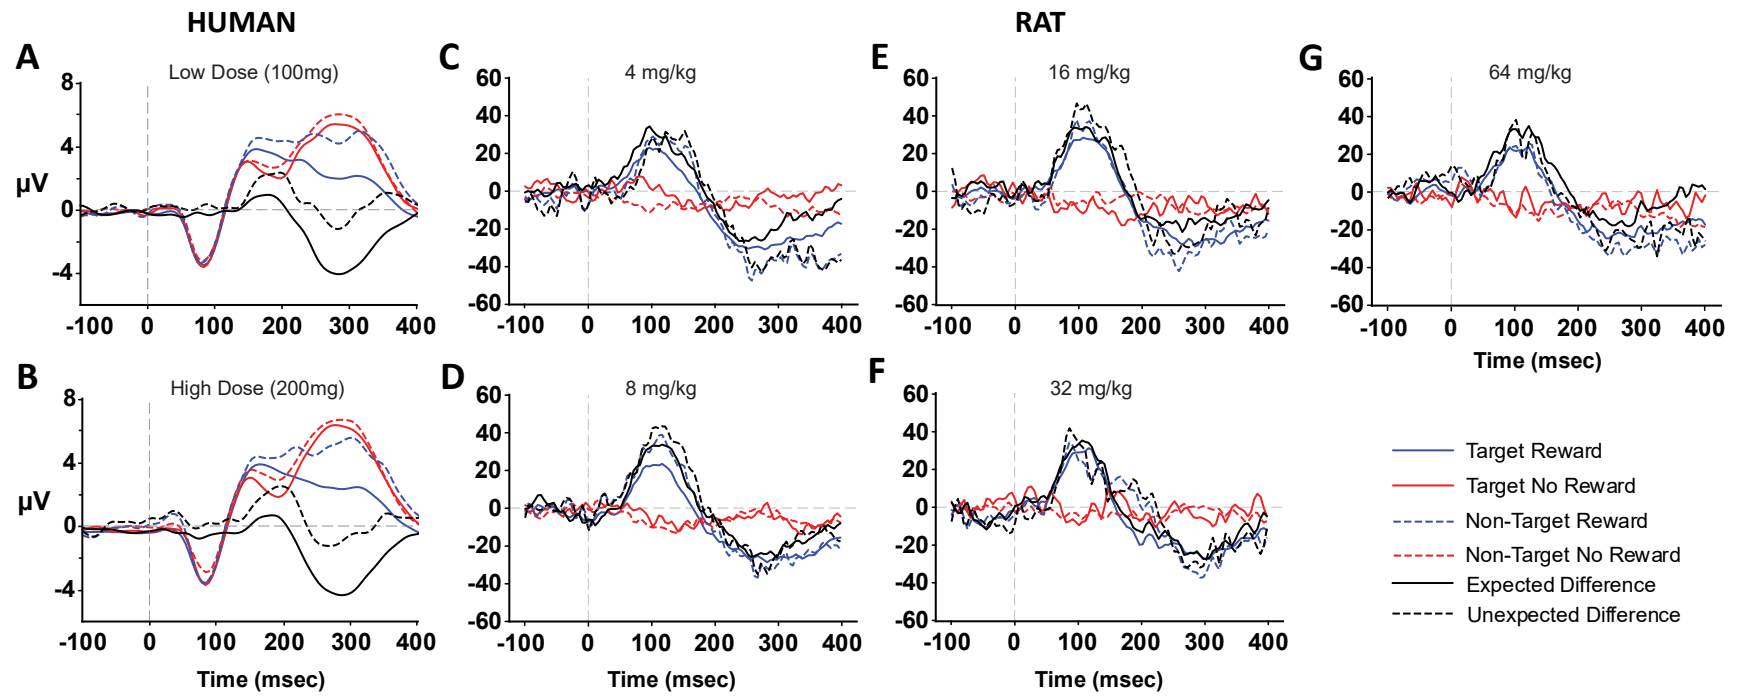 HUMAN
RAT
A
Low Dose (100mg)
8
4
0
-4
µV
-100 0 100 200 300 400
C
4 mg/kg
60
40
20
0
-20
-40
-60
-100 0 100 200 300 400
E
16 mg/kg
60
40
20
0
-20
-40
-60
-100 0 100 200 300 400
G
64 mg/kg
60
40
20
0
-20
-40
-60
-100 0 100 200 300 400
Time (msec)
B
High Dose (200mg)
8
4
0
-4
µV
-100 0 100 200 300 400
Time (msec)
D
8 mg/kg
60
40
20
0
-20
-40
-60
-100 0 100 200 300 400
Time (msec)
F
32 mg/kg
60
40
20
0
-20
-40
-60
-100 0 100 200 300 400
Time (msec)
Target Reward
Target No Reward
Non-Target Reward
Non-Target No Reward
Expected Difference
Unexpected Difference